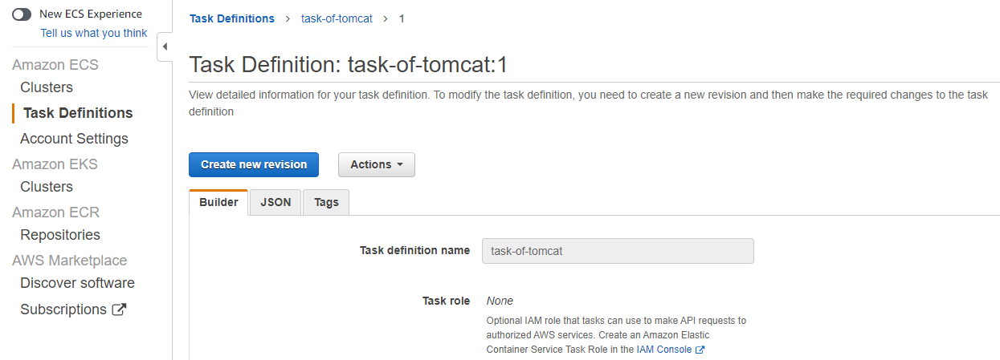 New ECS Experience
Tell us what you think
Amazon ECS
Clusters
Task Definitions
Account Settings
Amazon EKS
Clusters
Amazon ECR
Repositories
AWS Marketplace
Discover software
Subscriptions
Task Definitions > task-of-tomcat > 1
Task Definition: task-of-tomcat:1
View detailed information for your task definition. To modify the task definition, you need to create a new revision and then make the required changes to the task
definition
Create new revision Actions
Builder JSON Tags
Task definition name task-of-tomcat
Task role None
Optional IAM role that tasks can use to make API requests to
authorized AWS services. Create an Amazon Elastic
Container Service Task Role in the IAM Console